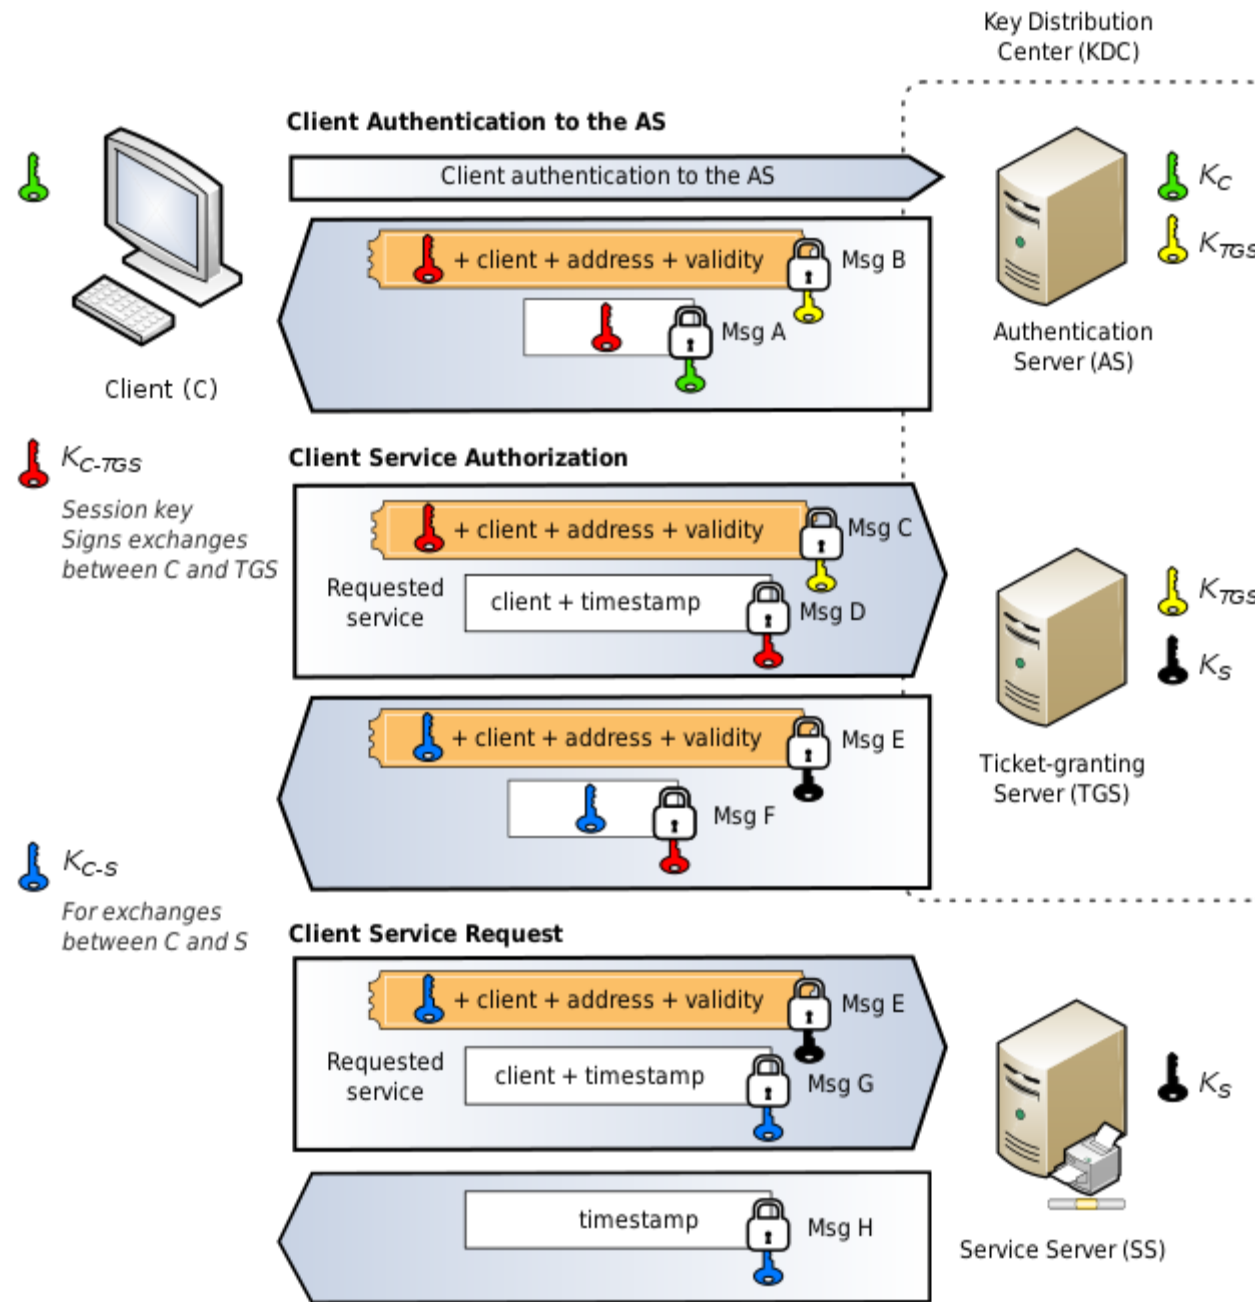 Key Distribution
Center (KDC)
Client Authentication to the AS
Client authentication to the AS
K_C
K_TGS
+ client + address + validity
Msg B
Msg A
Authentication
Server (AS)
Client (C)
K_C-TGS
Session key
Signs exchanges
between C and TGS
Client Service Authorization
+ client + address + validity
Msg C
Requested
service
client + timestamp
Msg D
K_TGS
K_S
+ client + address + validity
Msg E
Msg F
Ticket-granting
Server (TGS)
K_C-S
For exchanges
between C and S
Client Service Request
+ client + address + validity
Msg E
Requested
service
client + timestamp
Msg G
K_S
timestamp
Msg H
Service Server (SS)